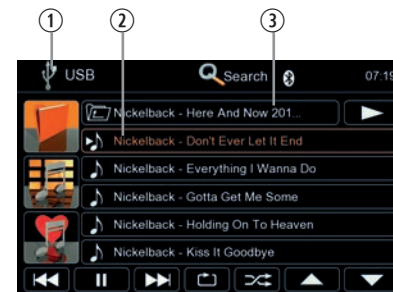 1 2 3
USB Search 07:19
Nickelback - Here And Now 201...
Nickelback - Don't Ever Let It End
Nickelback - Everything I Wanna Do
Nickelback - Gotta Get Me Some
Nickelback - Holding On To Heaven
Nickelback - Kiss It Goodbye